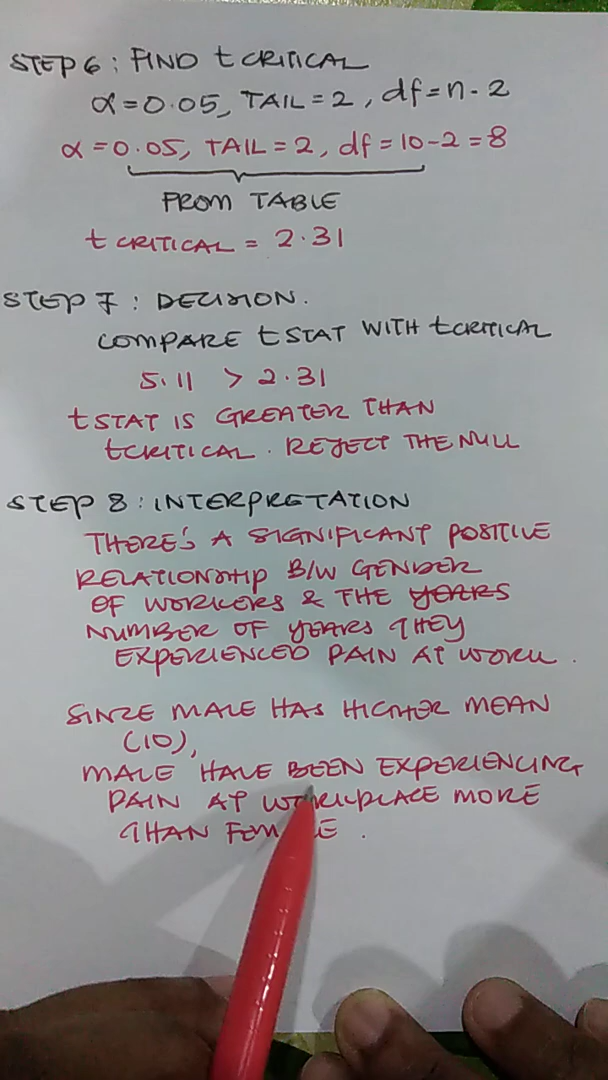 STEP 6 : FIND t CRITICAL
α = 0.05, TAIL = 2, df = n - 2
α = 0.05, TAIL = 2, df = 10 - 2 = 8
FROM TABLE
t CRITICAL = 2.31
STEP 7 : DECISION.
COMPARE t STAT WITH t CRITICAL
5.11 > 2.31
t STAT IS GREATER THAN
t CRITICAL. REJECT THE NULL
STEP 8 : INTERPRETATION
THERE'S A SIGNIFICANT POSITIVE
RELATIONSHIP B/W GENDER
OF WORKERS & THE YEARS
NUMBER OF YEARS THEY
EXPERIENCED PAIN AT WORK.
SINCE MALE HAS HIGHER MEAN
(10),
MALE HAVE BEEN EXPERIENCING
PAIN AT WORKPLACE MORE
THAN FEMALE.